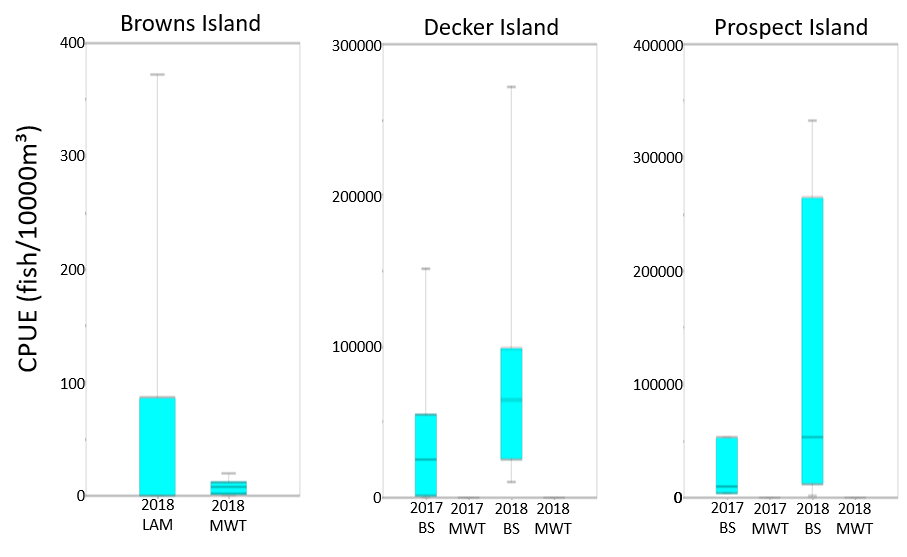 Browns Island
Decker Island
Prospect Island
CPUE (fish/10000m³)
400
300
200
100
0
2018
LAM
2018
MWT
300000
200000
100000
0
2017
BS
2017
MWT
2018
BS
2018
MWT
400000
300000
200000
100000
0
2017
BS
2017
MWT
2018
BS
2018
MWT